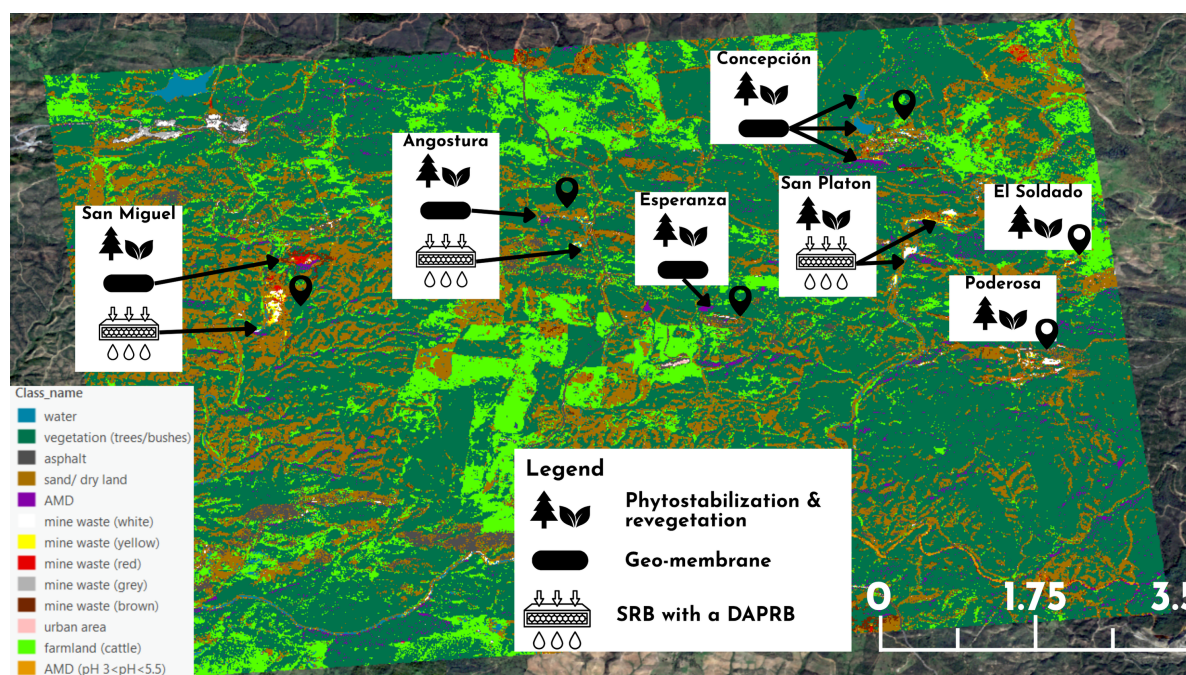 Concepción
Angostura
San Platon
El Soldado
Esperanza
San Miguel
Poderosa
Class_name
water
vegetation (trees/bushes)
asphalt
sand/ dry land
AMD
mine waste (white)
mine waste (yellow)
mine waste (red)
mine waste (grey)
mine waste (brown)
urban area
farmland (cattle)
AMD (pH 3<pH<5.5)
Legend
Phytostabilization &
revegetation
Geo-membrane
SRB with a DAPRB
0 1.75 3.5